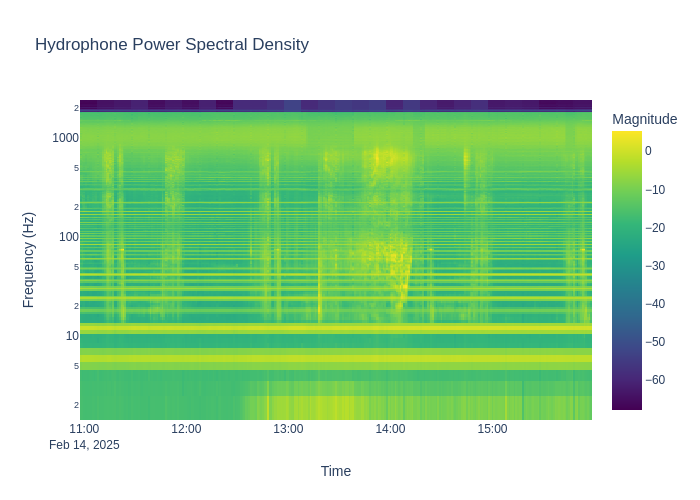 Hydrophone Power Spectral Density
Magnitude
2
1000
5
2
100
5
2
10
5
2
Frequency (Hz)
0
−10
−20
−30
−40
−50
−60
11:00 12:00 13:00 14:00 15:00
Feb 14, 2025
Time